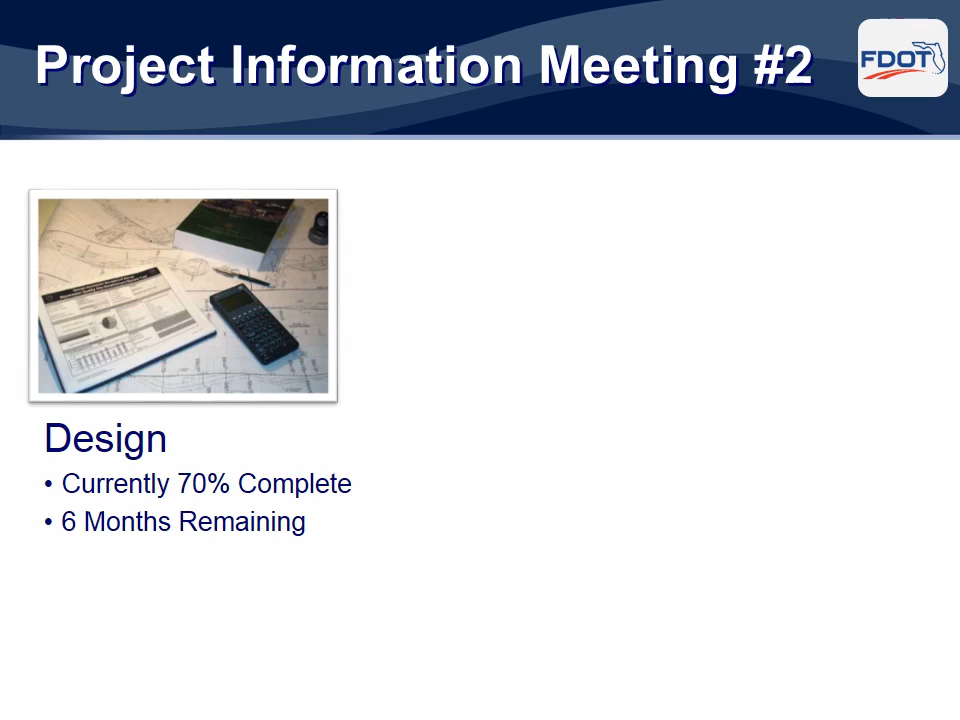 Project Information Meeting #2
FDOT
Design
• Currently 70% Complete
• 6 Months Remaining